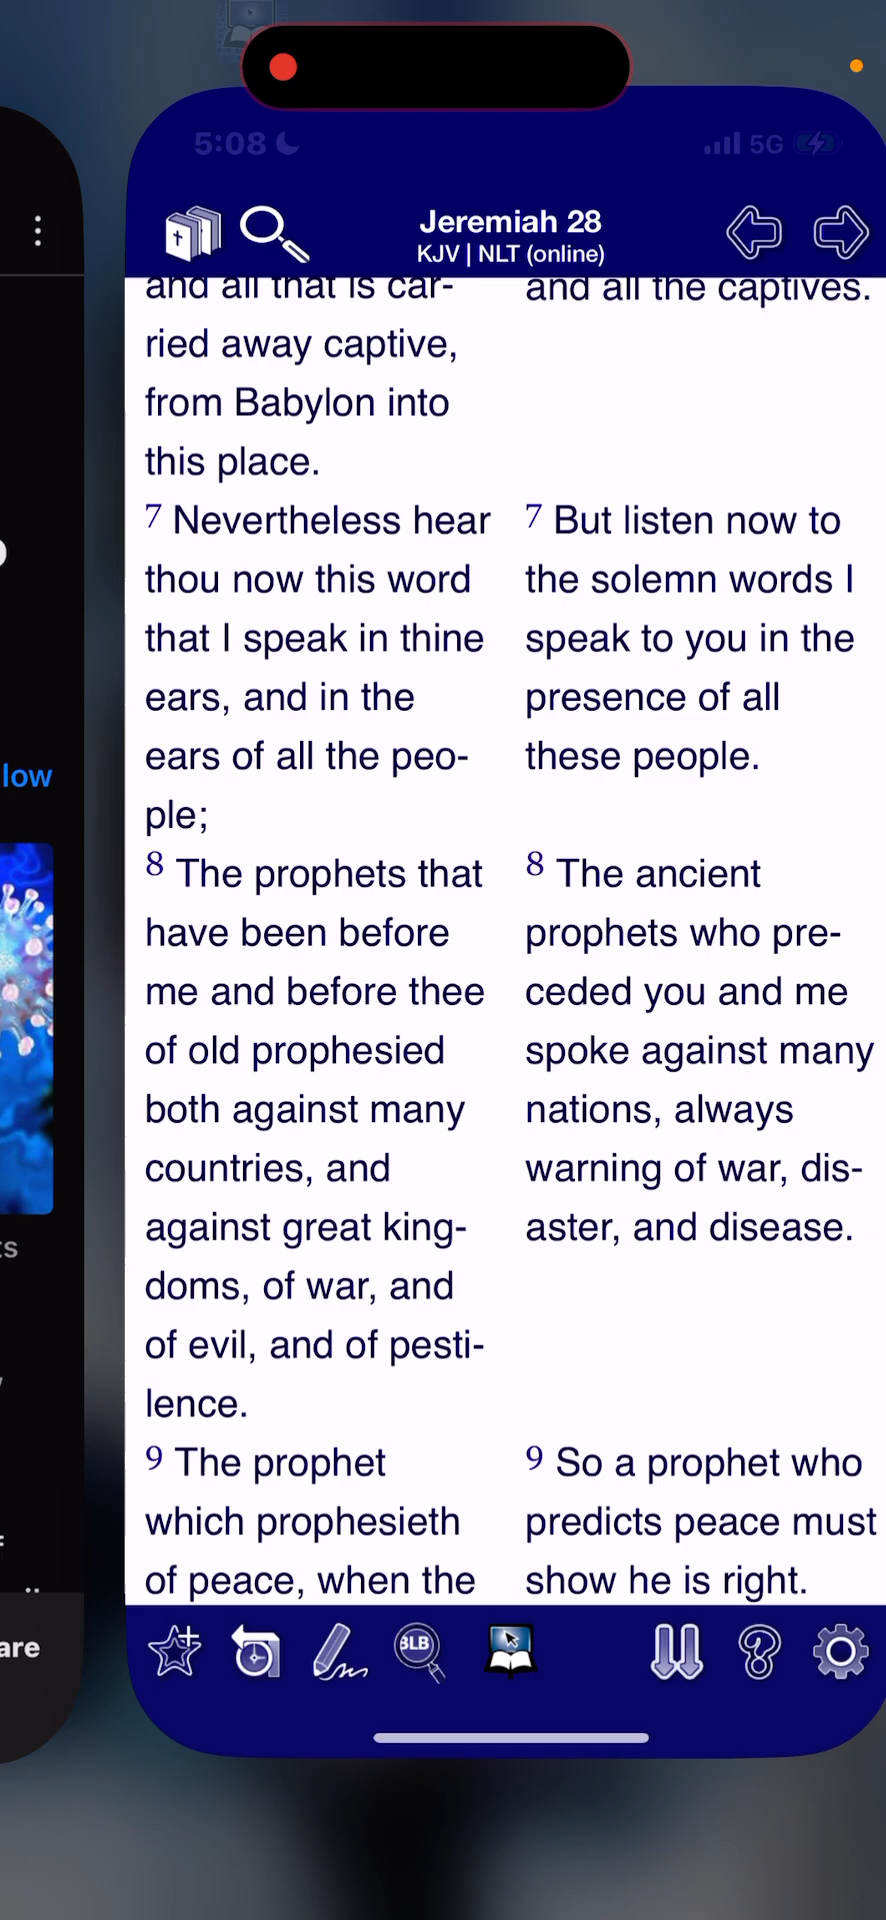 5:08
5G
Jeremiah 28
KJV | NLT (online)
and all that is car-
ried away captive,
from Babylon into
this place.
7 Nevertheless hear
thou now this word
that I speak in thine
ears, and in the
ears of all the peo-
ple;
8 The prophets that
have been before
me and before thee
of old prophesied
both against many
countries, and
against great king-
doms, of war, and
of evil, and of pesti-
lence.
9 The prophet
which prophesieth
of peace, when the
and all the captives.
7 But listen now to
the solemn words I
speak to you in the
presence of all
these people.
8 The ancient
prophets who pre-
ceded you and me
spoke against many
nations, always
warning of war, dis-
aster, and disease.
9 So a prophet who
predicts peace must
show he is right.
BLB
low
ts
are